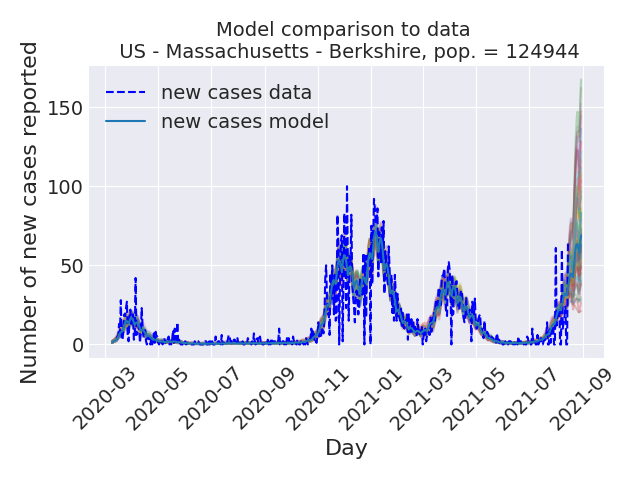 Model comparison to data
US - Massachusetts - Berkshire, pop. = 124944
Number of new cases reported
150
100
50
0
new cases data
new cases model
2020-03
2020-05
2020-07
2020-09
2020-11
2021-01
2021-03
2021-05
2021-07
2021-09
Day